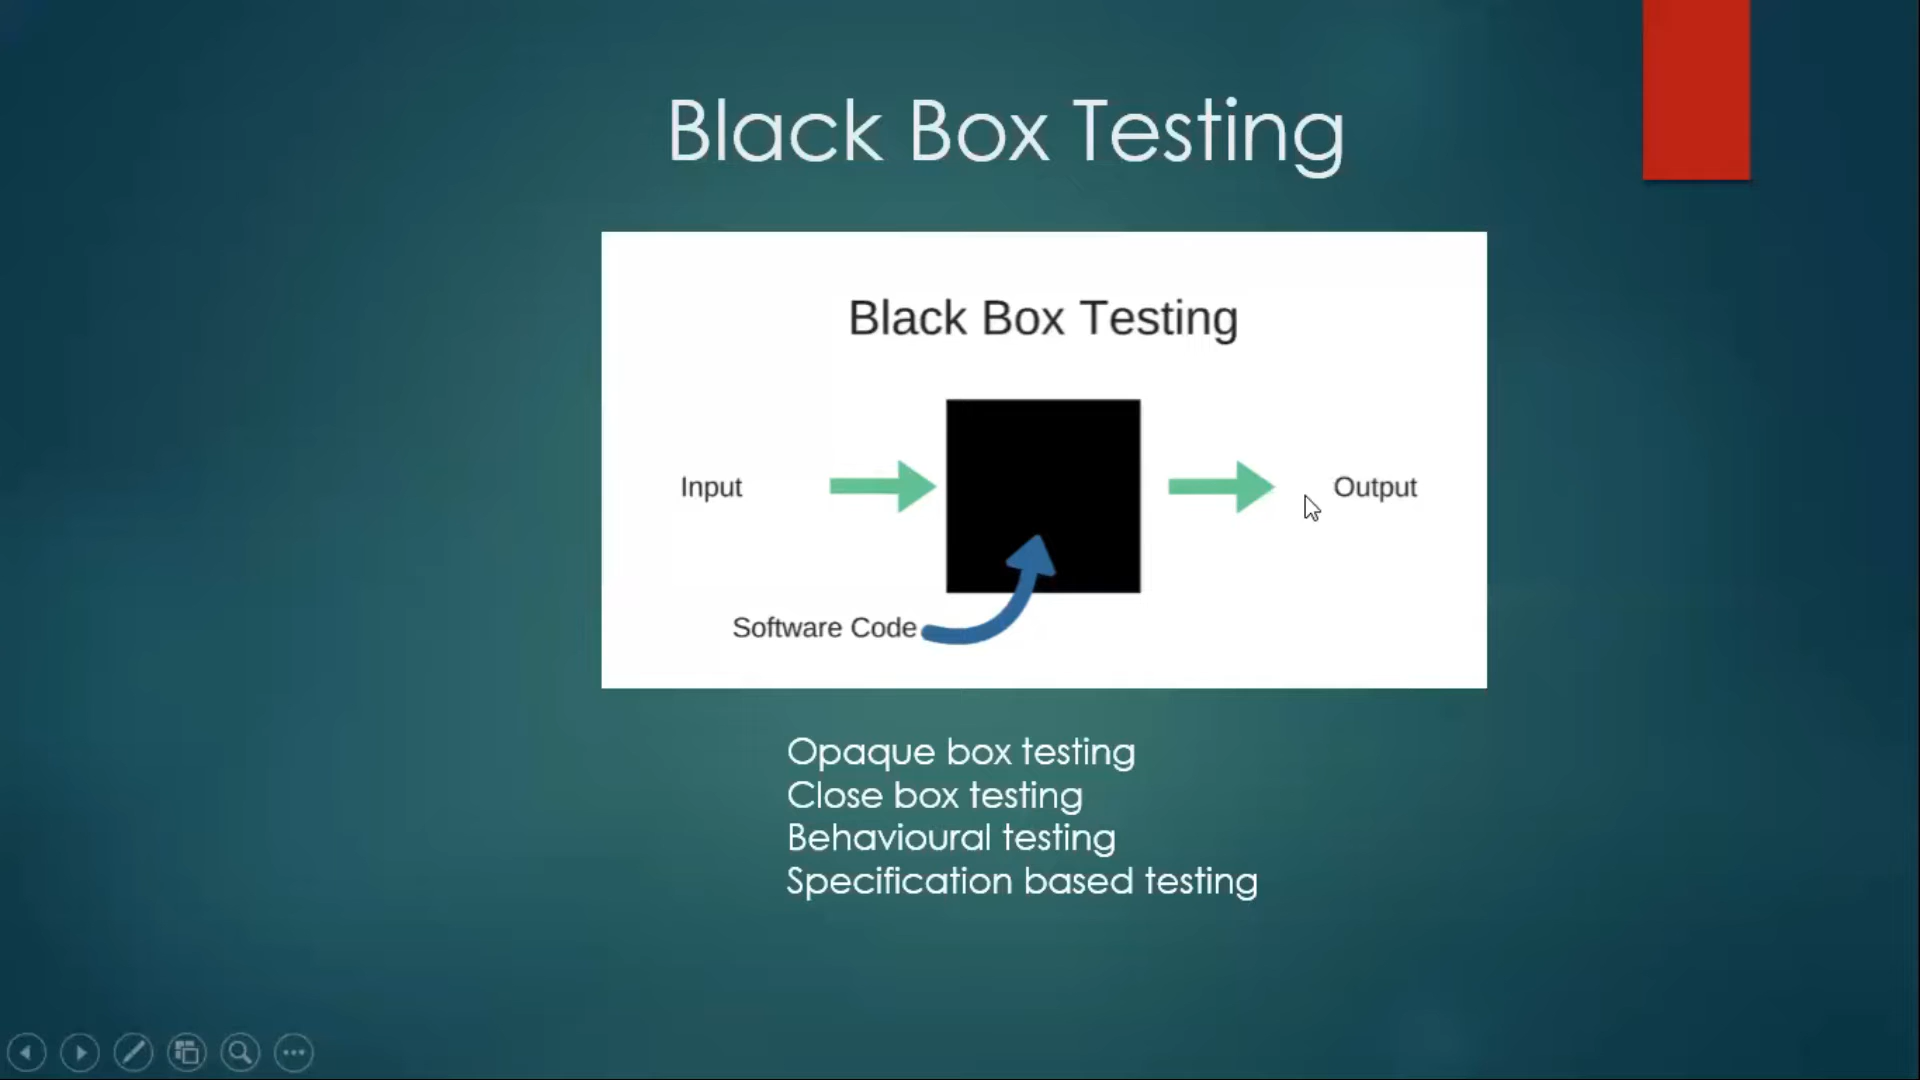 Black Box Testing
Black Box Testing
Input
Output
Software Code
Opaque box testing
Close box testing
Behavioural testing
Specification based testing